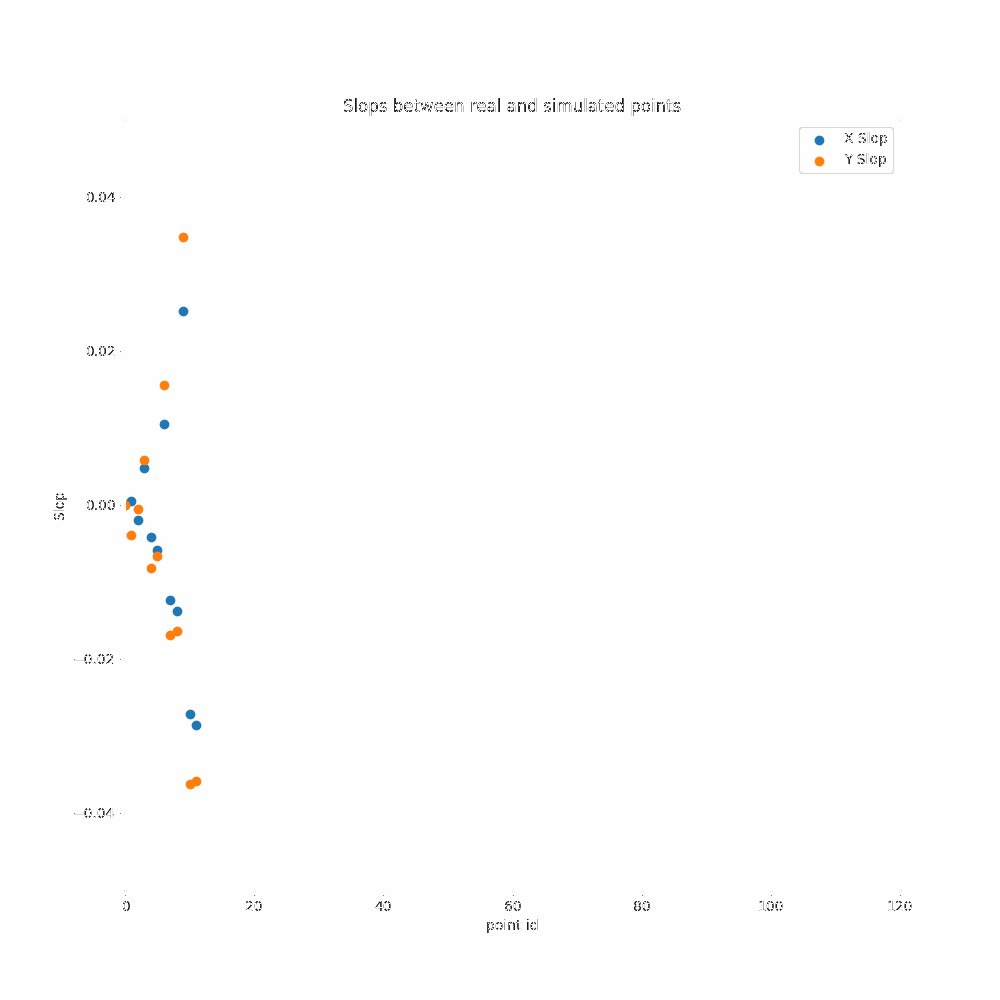 Slops between real and simulated points
X Slop
Y Slop
0.04
0.02
0.00
−0.02
−0.04
Slop
0 20 40 60 80 100 120
point id